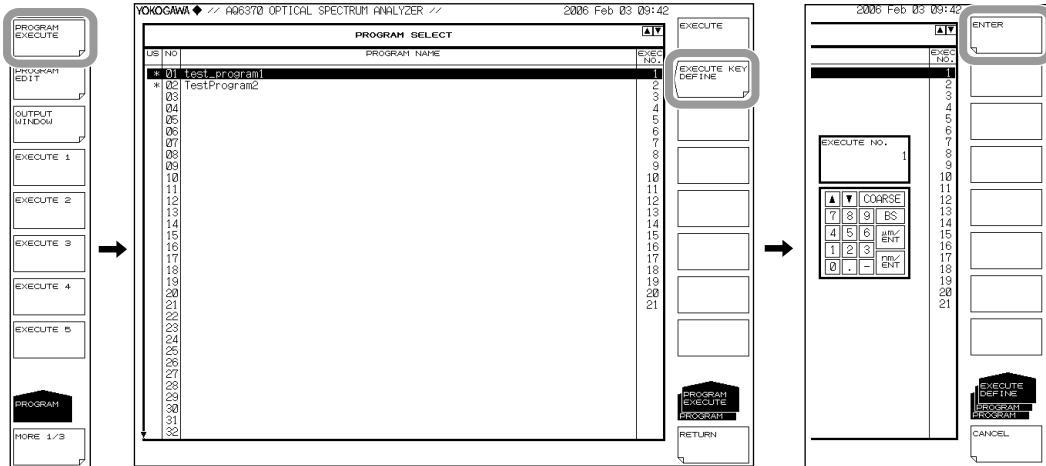 PROGRAM
EXECUTE
PROGRAM
EDIT
OUTPUT
WINDOW
EXECUTE 1
EXECUTE 2
EXECUTE 3
EXECUTE 4
EXECUTE 5
PROGRAM
MORE 1/3
YOKOGAWA ◆ // AQ6370 OPTICAL SPECTRUM ANALYZER // 2006 Feb 03 09:42
PROGRAM SELECT ▲▼
US NO PROGRAM NAME EXEC NO.
* 01 test_program1 1
* 02 TestProgram2 2
03 3
04 4
05 5
06 6
07 7
08 8
09 9
10 10
11 11
12 12
13 13
14 14
15 15
16 16
17 17
18 18
19 19
20 20
21 21
22
23
24
25
26
27
28
29
30
31
32
EXECUTE
EXECUTE KEY
DEFINE
PROGRAM
EXECUTE
PROGRAM
RETURN
2006 Feb 03 09:42
▲▼
EXEC
NO.
1
2
3
4
5
6
7
8
9
10
11
12
13
14
15
16
17
18
19
20
21
EXECUTE NO.
1
▲ ▼ COARSE
7 8 9 BS
4 5 6 μm/ENT
1 2 3
0 . - nm/ENT
ENTER
EXECUTE
DEFINE
PROGRAM
PROGRAM
CANCEL